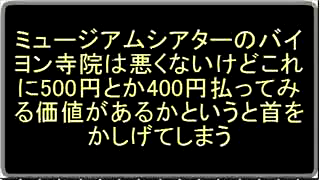 ミュージアムシアターのバイ
ヨン寺院は悪くないけどこれ
に500円とか400円払ってみ
る価値があるかというと首を
かしげてしまう